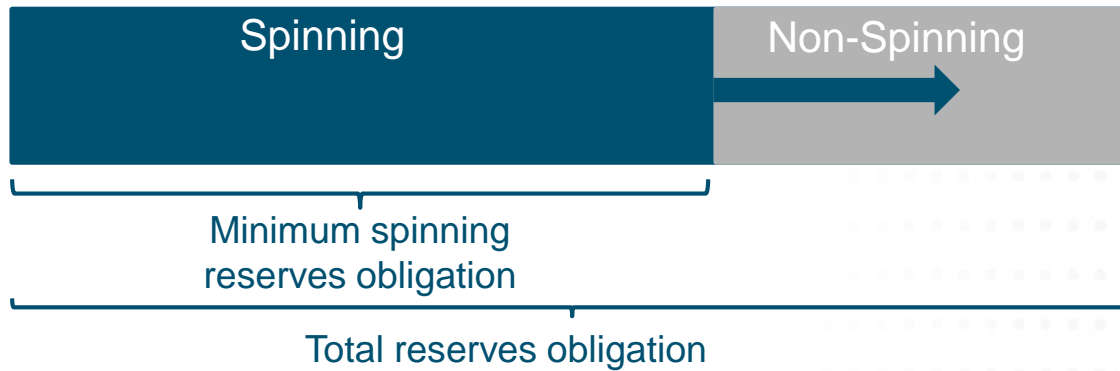 Spinning
Non-Spinning
Minimum spinning
reserves obligation
Total reserves obligation